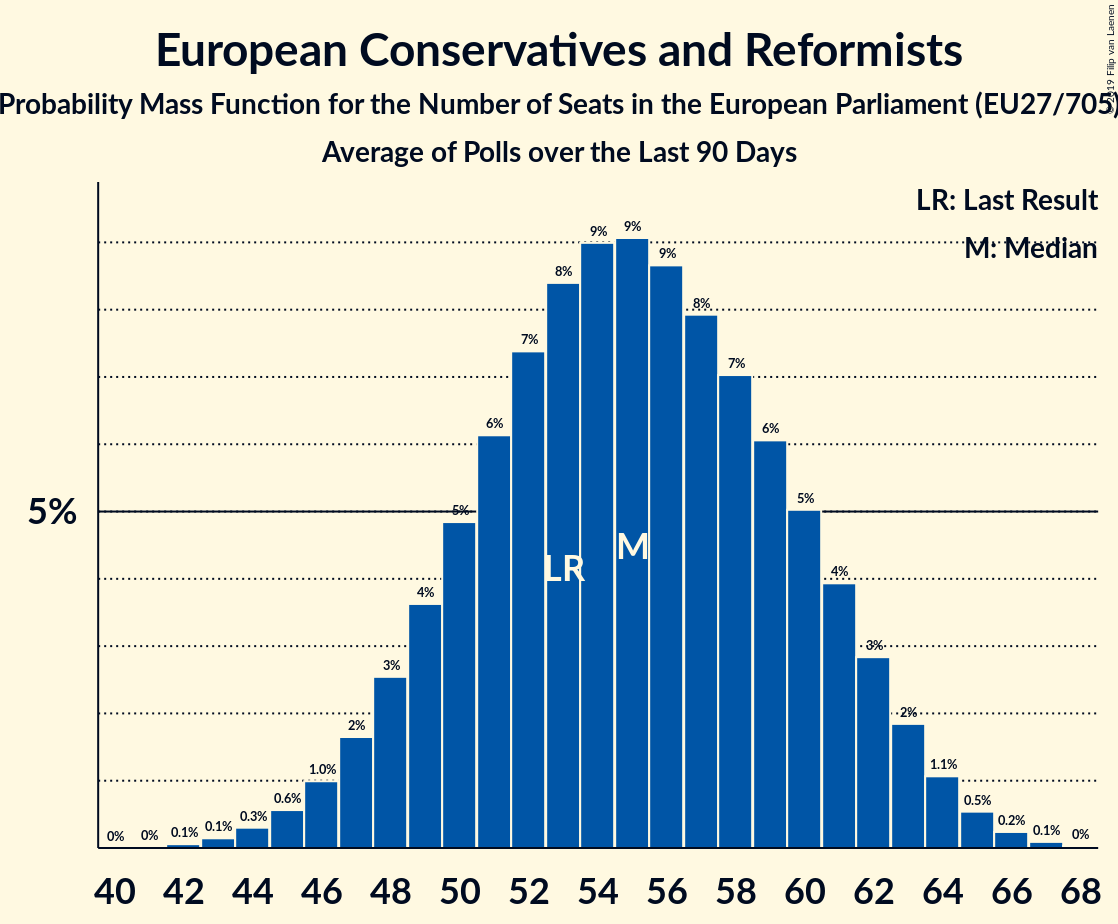 European Conservatives and Reformists
Probability Mass Function for the Number of Seats in the European Parliament (EU27/705)
Average of Polls over the Last 90 Days
© 2019 Filip van Laenen
LR: Last Result
M: Median
5%
0% 0% 0.1% 0.1% 0.3% 0.6% 1.0% 2% 3% 4% 5% 6% 7% 8% 9% 9% 9% 8% 7% 6% 5% 4% 3% 2% 1.1% 0.5% 0.2% 0.1% 0%
LR M
40 42 44 46 48 50 52 54 56 58 60 62 64 66 68